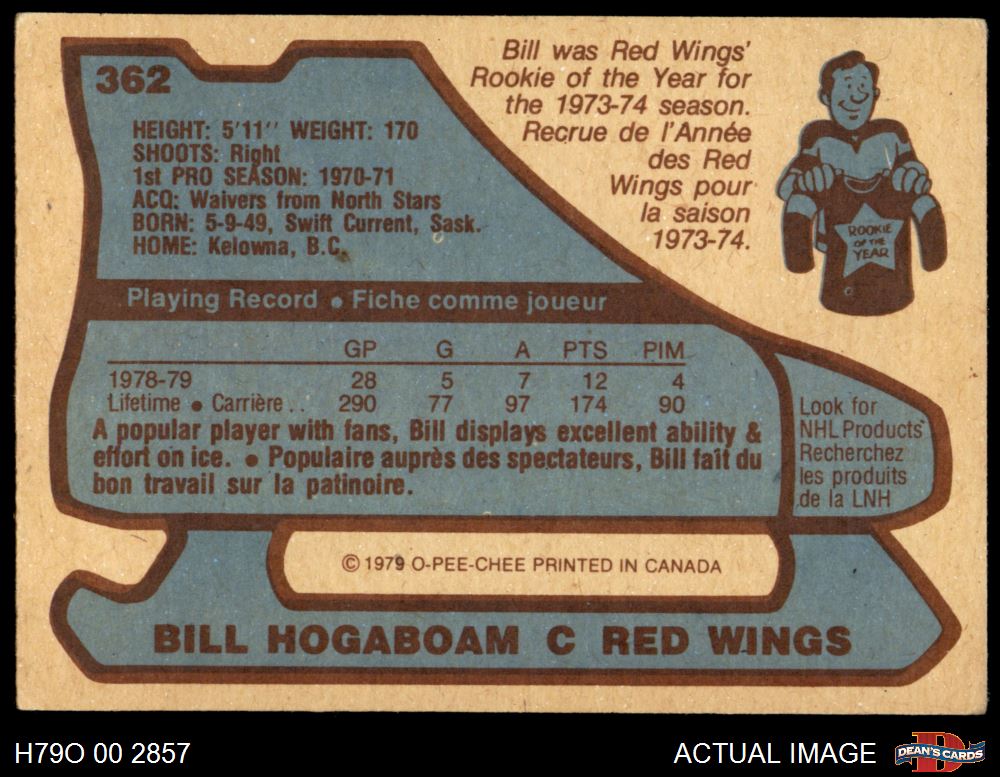 362
HEIGHT: 5'11'' WEIGHT: 170
SHOOTS: Right
1st PRO SEASON: 1970-71
ACQ: Waivers from North Stars
BORN: 5-9-49, Swift Current, Sask.
HOME: Kelowna, B.C.
Bill was Red Wings'
Rookie of the Year for
the 1973-74 season.
Recrue de l'Année
des Red
Wings pour
la saison
1973-74.
ROOKIE
OF THE
YEAR
Playing Record ● Fiche comme joueur
GP G A PTS PIM
1978-79 28 5 7 12 4
Lifetime ● Carrière .. 290 77 97 174 90
A popular player with fans, Bill displays excellent ability &
effort on ice. ● Populaire auprès des spectateurs, Bill fait du
bon travail sur la patinoire.
Look for
NHL Products
Recherchez
les produits
de la LNH
© 1979 O-PEE-CHEE PRINTED IN CANADA
BILL HOGABOAM C RED WINGS
H79O 00 2857
ACTUAL IMAGE
DEAN'S CARDS